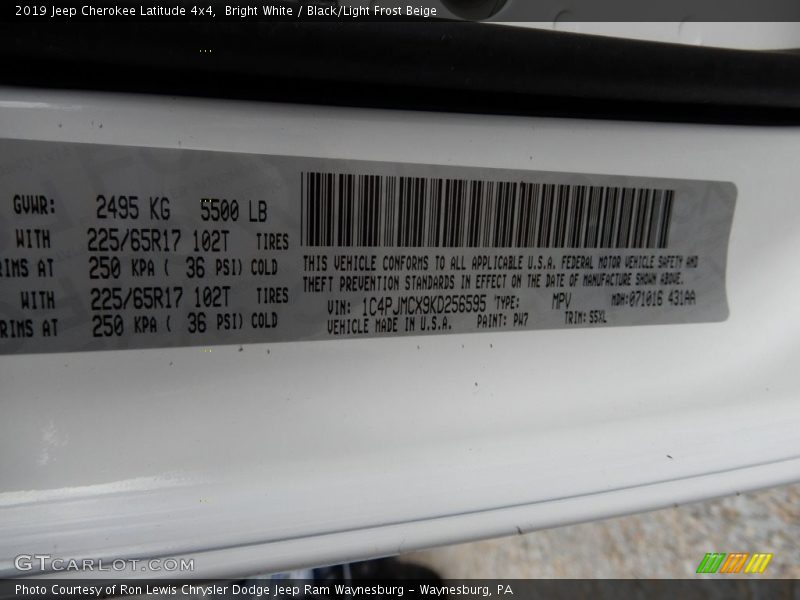 2019 Jeep Cherokee Latitude 4x4,  Bright White / Black/Light Frost Beige
GVWR: 2495 KG 5500 LB
WITH 225/65R17 102T TIRES
RIMS AT 250 KPA ( 36 PSI) COLD
WITH 225/65R17 102T TIRES
RIMS AT 250 KPA ( 36 PSI) COLD
THIS VEHICLE CONFORMS TO ALL APPLICABLE U.S.A. FEDERAL MOTOR VEHICLE SAFETY AND
THEFT PREVENTION STANDARDS IN EFFECT ON THE DATE OF MANUFACTURE SHOWN ABOVE.
VIN: 1C4PJMCX9KD256595 TYPE: MPV MDH:071016 431AA
VEHICLE MADE IN U.S.A. PAINT: PW7 TRIM: S5XL
GTCARLOT.COM
Photo Courtesy of Ron Lewis Chrysler Dodge Jeep Ram Waynesburg – Waynesburg, PA